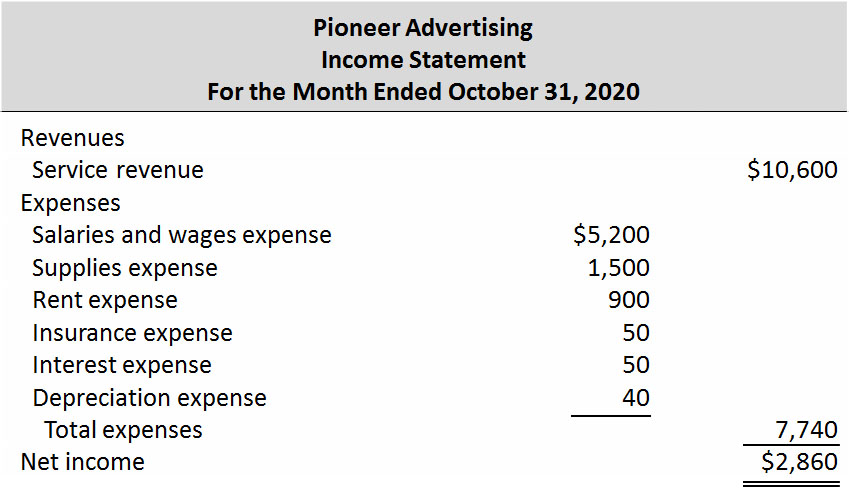 Pioneer Advertising
Income Statement
For the Month Ended October 31, 2020
Revenues
Service revenue $10,600
Expenses
Salaries and wages expense $5,200
Supplies expense 1,500
Rent expense 900
Insurance expense 50
Interest expense 50
Depreciation expense 40
Total expenses 7,740
Net income $2,860